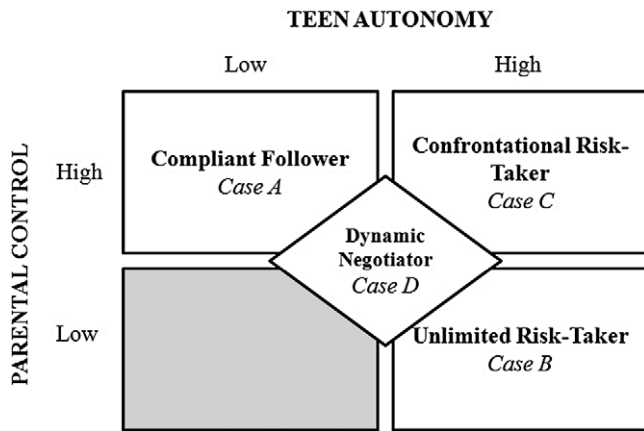 TEEN AUTONOMY
Low
High
PARENTAL CONTROL
High
Compliant Follower
Case A
Confrontational Risk-
Taker
Case C
Dynamic
Negotiator
Case D
Low
Unlimited Risk-Taker
Case B